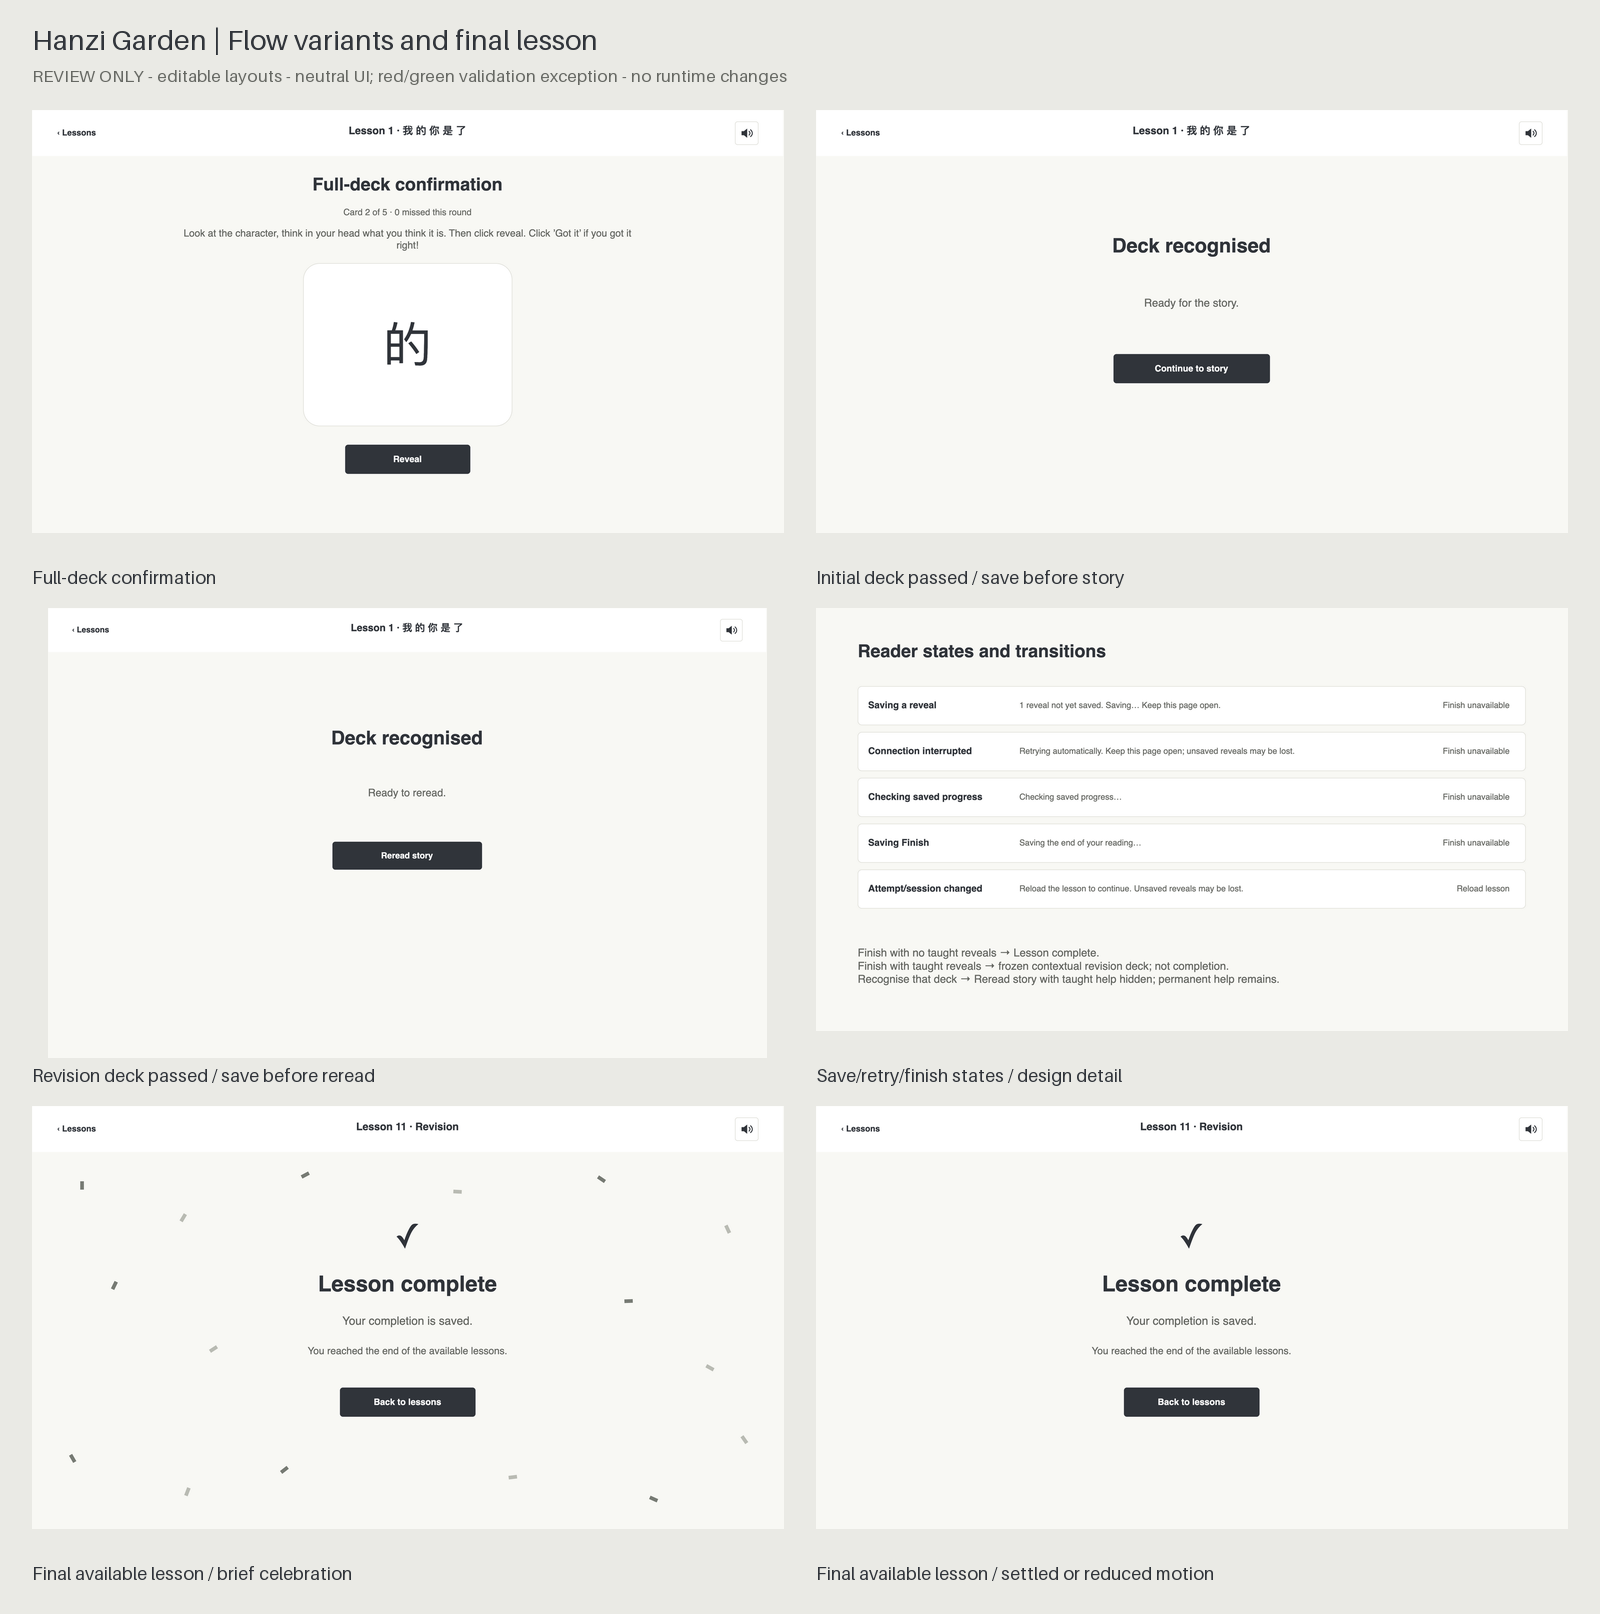 Hanzi Garden | Flow variants and final lesson
REVIEW ONLY - editable layouts - neutral UI; red/green validation exception - no runtime changes
‹ Lessons
Lesson 1 · 我 的 你 是 了
Full-deck confirmation
Card 2 of 5 · 0 missed this round
Look at the character, think in your head what you think it is. Then click reveal. Click 'Got it' if you got it
right!
的
Reveal
Full-deck confirmation
‹ Lessons
Lesson 1 · 我 的 你 是 了
Deck recognised
Ready for the story.
Continue to story
Initial deck passed / save before story
‹ Lessons
Lesson 1 · 我 的 你 是 了
Deck recognised
Ready to reread.
Reread story
Revision deck passed / save before reread
Reader states and transitions
Saving a reveal
1 reveal not yet saved. Saving… Keep this page open.
Finish unavailable
Connection interrupted
Retrying automatically. Keep this page open; unsaved reveals may be lost.
Finish unavailable
Checking saved progress
Checking saved progress…
Finish unavailable
Saving Finish
Saving the end of your reading…
Finish unavailable
Attempt/session changed
Reload the lesson to continue. Unsaved reveals may be lost.
Reload lesson
Finish with no taught reveals → Lesson complete.
Finish with taught reveals → frozen contextual revision deck; not completion.
Recognise that deck → Reread story with taught help hidden; permanent help remains.
Save/retry/finish states / design detail
‹ Lessons
Lesson 11 · Revision
✓
Lesson complete
Your completion is saved.
You reached the end of the available lessons.
Back to lessons
Final available lesson / brief celebration
‹ Lessons
Lesson 11 · Revision
✓
Lesson complete
Your completion is saved.
You reached the end of the available lessons.
Back to lessons
Final available lesson / settled or reduced motion